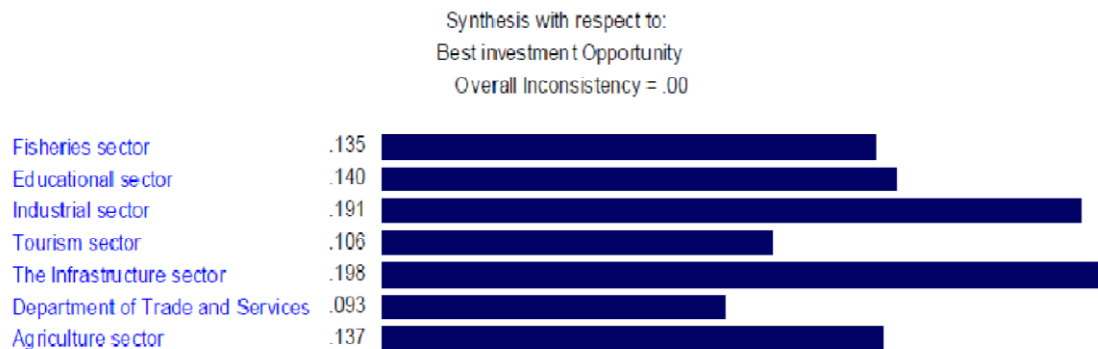 Synthesis with respect to:
Best investment Opportunity
Overall Inconsistency = .00
Fisheries sector .135
Educational sector .140
Industrial sector .191
Tourism sector .106
The Infrastructure sector .198
Department of Trade and Services .093
Agriculture sector .137